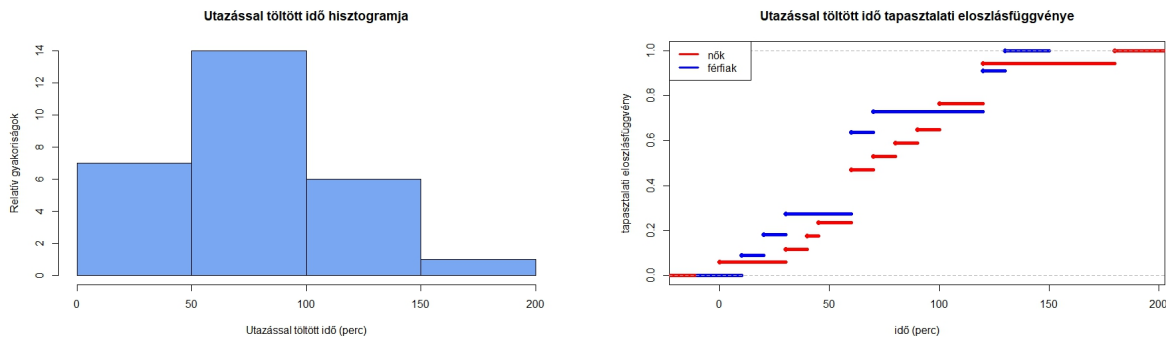 Utazással töltött idő hisztogramja
Relatív gyakoriságok
14
12
10
8
6
4
2
0
0 50 100 150 200
Utazással töltött idő (perc)
Utazással töltött idő tapasztalati eloszlásfüggvénye
nők
férfiak
tapasztalati eloszlásfüggvény
1.0
0.8
0.6
0.4
0.2
0.0
0 50 100 150 200
idő (perc)